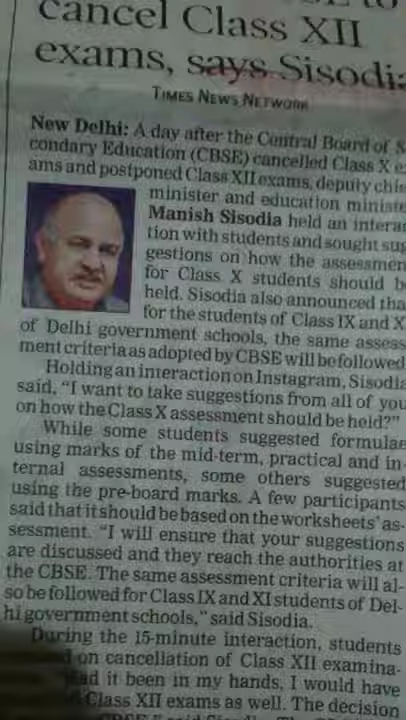 cancel Class XII
exams, says Sisodia
TIMES NEWS NETWORK
New Delhi: A day after the Central Board of S
condary Education (CBSE) cancelled Class X e
ams and postponed Class XII exams, deputy chi
minister and education ministe
Manish Sisodia held an intera
tion with students and sought sug
gestions on how the assessmen
for Class X students should b
held. Sisodia also announced tha
for the students of Class IX and X
of Delhi government schools, the same assess
ment criteria as adopted by CBSE will be followed
Holding an interaction on Instagram, Sisodia
said, "I want to take suggestions from all of you
on how the Class X assessment should be held?"
While some students suggested formulae
using marks of the mid-term, practical and in-
ternal assessments, some others suggested
using the pre-board marks. A few participants
said that it should be based on the worksheets' as-
sessment. "I will ensure that your suggestions
are discussed and they reach the authorities at
the CBSE. The same assessment criteria will al-
so be followed for Class IX and XI students of Del-
hi government schools," said Sisodia.
During the 15-minute interaction, students
on cancellation of Class XII examina-
it been in my hands, I would have
Class XII exams as well. The decision